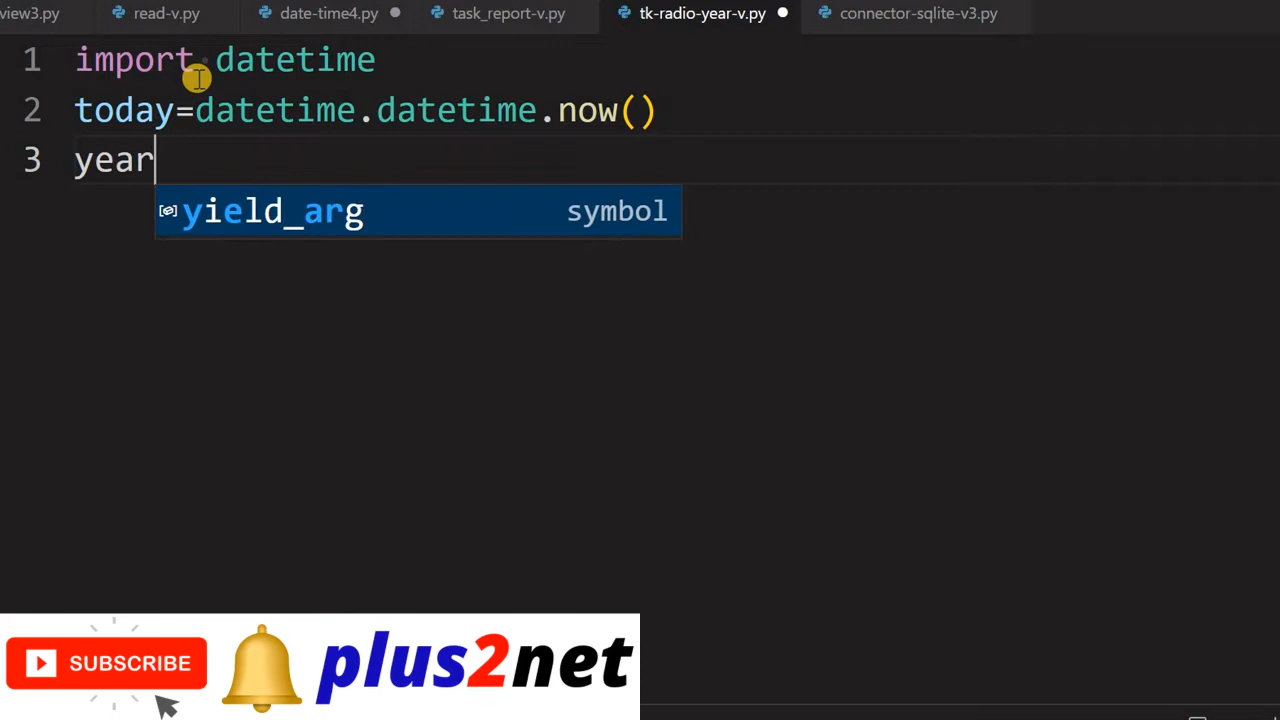 view3.py read-v.py date-time4.py task_report-v.py tk-radio-year-v.py connector-sqlite-v3.py
1 import datetime
2 today=datetime.datetime.now()
3 year
yield_arg symbol
SUBSCRIBE plus2net